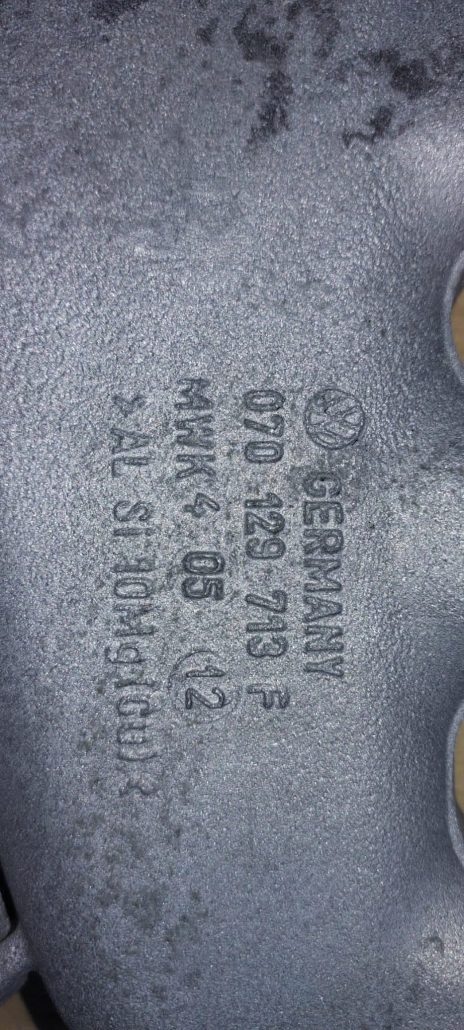 GERMANY
070 129 713 F
MWK 4 05 (12)
>AL Si 10Mg(Cu)<